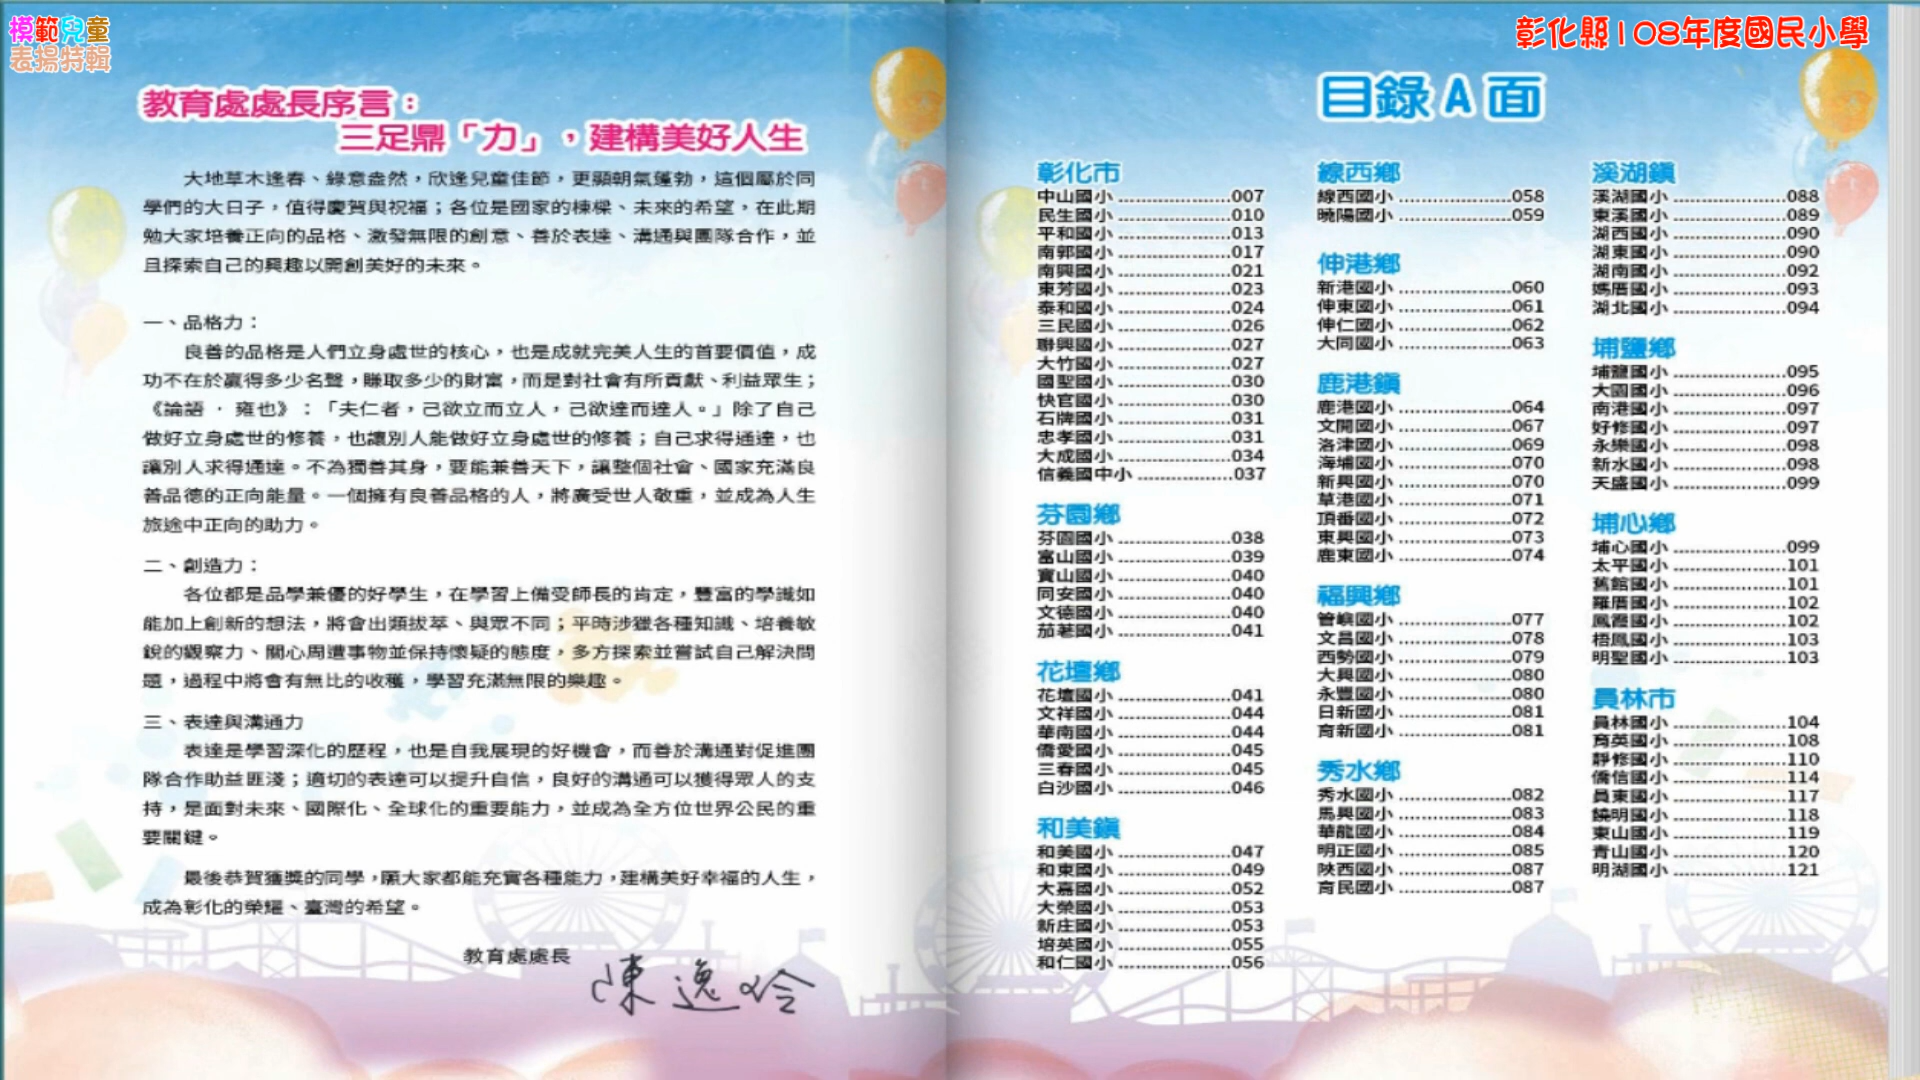 模範兒童
表揚特輯
彰化縣108年度國民小學
教育處處長序言：
三足鼎「力」，建構美好人生
大地草木逢春、綠意盎然，欣逢兒童佳節，更顯朝氣蓬勃，這個屬於同
學們的大日子，值得慶賀與祝福；各位是國家的棟樑、未來的希望，在此期
勉大家培養正向的品格、激發無限的創意、善於表達、溝通與團隊合作，並
且探索自己的興趣以開創美好的未來。
一、品格力：
良善的品格是人們立身處世的核心，也是成就完美人生的首要價值，成
功不在於贏得多少名聲，賺取多少的財富，而是對社會有所貢獻、利益眾生；
《論語 ‧ 雍也》：「夫仁者，己欲立而立人，己欲達而達人。」除了自己
做好立身處世的修養，也讓別人能做好立身處世的修養；自己求得通達，也
讓別人求得通達。不為獨善其身，要能兼善天下，讓整個社會、國家充滿良
善品德的正向能量。一個擁有良善品格的人，將廣受世人敬重，並成為人生
旅途中正向的助力。
二、創造力：
各位都是品學兼優的好學生，在學習上備受師長的肯定，豐富的學識如
能加上創新的想法，將會出類拔萃、與眾不同；平時涉獵各種知識、培養敏
銳的觀察力、關心周遭事物並保持懷疑的態度，多方探索並嘗試自己解決問
題，過程中將會有無比的收穫，學習充滿無限的樂趣。
三、表達與溝通力
表達是學習深化的歷程，也是自我展現的好機會，而善於溝通對促進團
隊合作助益匪淺；適切的表達可以提升自信，良好的溝通可以獲得眾人的支
持，是面對未來、國際化、全球化的重要能力，並成為全方位世界公民的重
要關鍵。
最後恭賀獲獎的同學，願大家都能充實各種能力，建構美好幸福的人生，
成為彰化的榮耀、臺灣的希望。
教育處處長 陳逸玲
目錄A面
彰化市
中山國小 ........................007
民生國小 ........................010
平和國小 ........................013
南郭國小 ........................017
南興國小 ........................021
東芳國小 ........................023
泰和國小 ........................024
三民國小 ........................026
聯興國小 ........................027
大竹國小 ........................027
國聖國小 ........................030
快官國小 ........................030
石牌國小 ........................031
忠孝國小 ........................031
大成國小 ........................034
信義國中小 ....................037
芬園鄉
芬園國小 ........................038
富山國小 ........................039
寶山國小 ........................040
同安國小 ........................040
文德國小 ........................040
茄荖國小 ........................041
花壇鄉
花壇國小 ........................041
文祥國小 ........................044
華南國小 ........................044
僑愛國小 ........................045
三春國小 ........................045
白沙國小 ........................046
和美鎮
和美國小 ........................047
和東國小 ........................049
大嘉國小 ........................052
大榮國小 ........................053
新庄國小 ........................053
培英國小 ........................055
和仁國小 ........................056
線西鄉
線西國小 ........................058
曉陽國小 ........................059
伸港鄉
新港國小 ........................060
伸東國小 ........................061
伸仁國小 ........................062
大同國小 ........................063
鹿港鎮
鹿港國小 ........................064
文開國小 ........................067
洛津國小 ........................069
海埔國小 ........................070
新興國小 ........................070
草港國小 ........................071
頂番國小 ........................072
東興國小 ........................073
鹿東國小 ........................074
福興鄉
管嶼國小 ........................077
文昌國小 ........................078
西勢國小 ........................079
大興國小 ........................080
永豐國小 ........................080
日新國小 ........................081
育新國小 ........................081
秀水鄉
秀水國小 ........................082
馬興國小 ........................083
華龍國小 ........................084
明正國小 ........................085
陝西國小 ........................087
育民國小 ........................087
溪湖鎮
溪湖國小 ........................088
東溪國小 ........................089
湖西國小 ........................090
湖東國小 ........................090
湖南國小 ........................092
媽厝國小 ........................093
湖北國小 ........................094
埔鹽鄉
埔鹽國小 ........................095
大園國小 ........................096
南港國小 ........................097
好修國小 ........................097
永樂國小 ........................098
新水國小 ........................098
天盛國小 ........................099
埔心鄉
埔心國小 ........................099
太平國小 ........................101
舊館國小 ........................101
羅厝國小 ........................102
鳳霞國小 ........................102
梧鳳國小 ........................103
明聖國小 ........................103
員林市
員林國小 ........................104
育英國小 ........................108
靜修國小 ........................110
僑信國小 ........................114
員東國小 ........................117
饒明國小 ........................118
東山國小 ........................119
青山國小 ........................120
明湖國小 ........................121